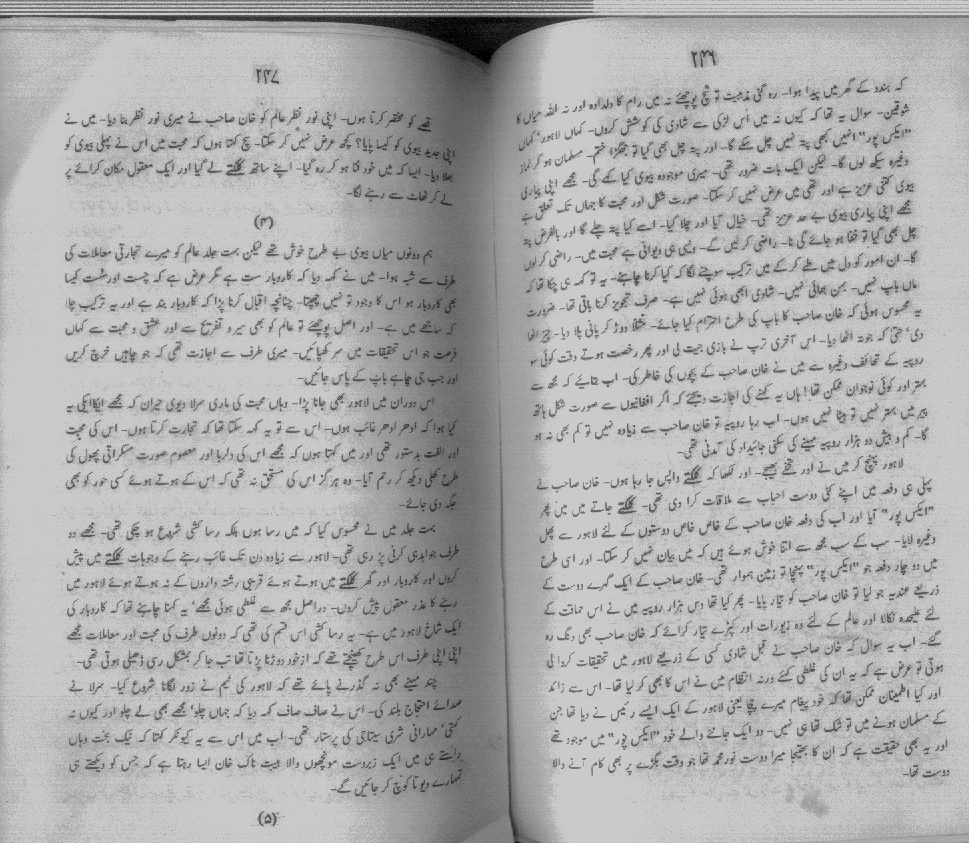 ۲۴۶
کہ ہندو کے گھر میں پیدا ہوا۔ رہ گئی مذہبیت تو سچ پوچھئے نہ میں رام کا دلدادہ اور نہ اللہ میاں کا
شوقین۔ سوال یہ تھا کہ کیوں نہ میں اس لڑکی سے شادی کی کوشش کروں۔ کہاں لاہور، کہاں
"ایکس پور" انھیں کبھی پتہ نہیں چل سکے گا۔ اور پتہ چل بھی گیا تو جھگڑا ختم۔ مسلمان ہو کر نماز
وغیرہ سیکھ لوں گا۔ لیکن ایک بات ضرور تھی۔ میری موجودہ بیوی کیا کہے گی۔ مجھے اپنی پیاری
بیوی کتنی عزیز ہے اور تھی میں عرض نہیں کر سکتا۔ صورت شکل اور محبت کا جہاں تک تعلق ہے
مجھے اپنی پیاری بیوی بے حد عزیز تھی۔ خیال آیا اور چلا گیا۔ اسے کیا پتہ چلے گا اور بالفرض پتہ
چل بھی گیا تو خفا ہو جائے گی نا۔ راضی کر لیں گے۔ ویسی ہی دیوانی ہے محبت میں۔ راضی کر لوں
گا۔ ان امور کو دل میں طے کر کے میں ترکیب سوچنے لگا کہ کیا کرنا چاہئے۔ یہ تو کہہ ہی چکا تھا کہ
ماں باپ نہیں۔ بہن بھائی نہیں۔ شادی ابھی ہوئی نہیں ہے۔ صرف تجویز کرنا باقی تھا۔ ضرورت
یہ محسوس ہوئی کہ خان صاحب کا باپ کی طرح احترام کیا جائے۔ مثلاً دوڑ کر پانی پلا دیا۔ چیز اٹھا
دی، حتیٰ کہ جوتہ اٹھا دیا۔ اس آخری ترپ نے بازی جیت لی اور پھر رخصت ہوتے وقت کوئی سو
روپیہ کے تحائف وغیرہ سے میں نے خان صاحب کے بچوں کی خاطر کی۔ اب بتائیے کہ مجھ سے
بہتر اور کوئی نوجوان ممکن تھا! ہاں یہ کہنے کی اجازت دیجئے کہ اگر افغانیوں سے صورت شکل ہاتھ
پیر میں بہتر نہیں تو ہیٹا نہیں ہوں۔ اب رہا روپیہ تو خان صاحب سے زیادہ نہیں تو کم بھی نہ ہو
گا۔ کم و بیش دو ہزار روپیہ مہینے کی سکنی جائیداد کی آمدنی تھی۔
لاہور پہنچ کر میں نے اور تحفے بھیجے۔ اور لکھا کہ کلکتے واپس جا رہا ہوں۔ خان صاحب نے
پہلی ہی دفعہ میں اپنے کئی دوست احباب سے ملاقات کرا دی تھی۔ کلکتے جاتے میں میں پھر
"ایکس پور" آیا اور اب کی دفعہ خان صاحب کے خاص خاص دوستوں کے لئے لاہور سے پھل
وغیرہ لایا۔ سب کے سب مجھ سے اتنا خوش ہوئے ہیں کہ میں بیان نہیں کر سکتا۔ اور اسی طرح
میں دو چار دفعہ جو "ایکس پور" پہنچا تو زمین ہموار تھی۔ خان صاحب کے ایک گہرے دوست کے
ذریعے عندیہ جو لیا تو خان صاحب کو تیار پایا۔ پھر کیا تھا دس ہزار روپیہ میں نے اس حماقت کے
لئے علیحدہ نکالا اور عالم کے لئے وہ زیورات اور کپڑے تیار کرائے کہ خان صاحب بھی دنگ رہ
گئے۔ اب یہ سوال کہ خان صاحب نے قبل شادی کسی کے ذریعے لاہور میں تحقیقات کروا لی
ہوتی تو عرض ہے کہ یہ ان کی غلطی کہئے ورنہ انتظام میں نے اس کا بھی کر لیا تھا۔ اس سے زائد
اور کیا اطمینان ممکن تھا کہ خود پیغام میرے چچا یعنی لاہور کے ایک ایسے رئیس نے دیا تھا جن
کے مسلمان ہونے میں تو شک تھا ہی نہیں۔ دو ایک جاننے والے خود "ایکس پور" میں موجود تھے
اور یہ بھی حقیقت ہے کہ ان کا بھتیجا میرا دوست نور محمد تھا جو وقت بگڑے پر بھی کام آنے والا
دوست تھا۔
۲۴۷
قصے کو مختصر کرتا ہوں۔ اپنی نور نظر عالم کو خان صاحب نے میری نور نظر بنا دیا۔ میں نے
اپنی جدید بیوی کو کیسا پایا؟ کچھ عرض نہیں کر سکتا۔ سچ کہتا ہوں کہ محبت میں اس نے پہلی بیوی کو
بھلا دیا۔ ایسا کہ میں خود فنا ہو کر رہ گیا۔ اپنے ساتھ کلکتے لے گیا اور ایک معقول مکان کرائے پر
لے کر ٹھاٹ سے رہنے لگا۔
(۴)
ہم دونوں میاں بیوی بے طرح خوش تھے لیکن بہت جلد عالم کو میرے تجارتی معاملات کی
طرف سے شبہ ہوا۔ میں نے کہہ دیا کہ کاروبار ست ہے مگر عرض ہے کہ چست اور سست کیسا
بھی کاروبار ہو اس کا وجود تو نہیں چھپتا۔ چنانچہ اقبال کرنا پڑا کہ کاروبار بند ہے اور یہ ترکیب چلا
کہ ساجھے میں ہے۔ اور اصل پوچھئے تو عالم کو بھی سیر و تفریح سے اور عشق و محبت سے کہاں
فرصت جو اس تحقیقات میں سر کھپائیں۔ میری طرف سے اجازت تھی کہ جو چاہیں خرچ کریں
اور جب جی چاہے باپ کے پاس جائیں۔
اس دوران میں لاہور بھی جانا پڑا۔ وہاں محبت کی ماری سرلا دیوی حیران کہ مجھے ایکا ایکی یہ
کیا ہوا کہ ادھر ادھر غائب ہوں۔ اس سے تو یہ کہہ سکتا تھا کہ تجارت کرتا ہوں۔ اس کی محبت
اور الفت بدستور تھی اور میں کہتا ہوں کہ مجھے اس کی دلربا اور معصوم صورت مسکراتی پھول کی
طرح کھلی دیکھ کر رحم آیا۔ وہ ہر گز اس کی مستحق نہ تھی کہ اس کے ہوتے ہوئے کسی حور کو بھی
جگہ دی جائے۔
بہت جلد میں نے محسوس کیا کہ میں رسا ہوں بلکہ رسا کشی شروع ہو چکی تھی۔ مجھے دو
طرف جوابدہی کرنی پڑ رہی تھی۔ لاہور سے زیادہ دن تک غائب رہنے کے وجوہات کلکتے میں پیش
کروں اور کاروبار اور گھر کلکتے میں ہوتے ہوئے قریبی رشتہ داروں کے نہ ہوتے ہوئے لاہور میں
رہنے کا عذر معقول پیش کروں۔ دراصل مجھ سے غلطی ہوئی مجھے، یہ کہنا چاہئے تھا کہ کاروبار کی
ایک شاخ لاہور میں ہے۔ یہ رسا کشی اس قسم کی تھی کہ دونوں طرف کی محبت اور معاملات مجھے
اپنی اپنی طرف اس طرح کھینچتے تھے کہ ازخود دوڑنا پڑتا تھا تب جا کر بمشکل رسی ڈھیلی ہوتی تھی۔
چند مہینے بھی نہ گذرنے پائے تھے کہ لاہور کی ٹیم نے زور لگانا شروع کیا۔ سرلا نے
صدائے احتجاج بلند کی۔ اس نے صاف صاف کہہ دیا کہ جہاں چلو، مجھے بھی لے چلو اور کیوں نہ
کہتی، مہارانی شری سیتاجی کی پرستار تھی۔ اب میں اس سے یہ کیونکر کہتا کہ نیک بخت وہاں
راستے ہی میں ایک زبردست مونچھوں والا ہیبت ناک خان ایسا رہتا ہے کہ جس کو دیکھتے ہی
تمہارے دیوتا کوچ کر جائیں گے۔
(۵)